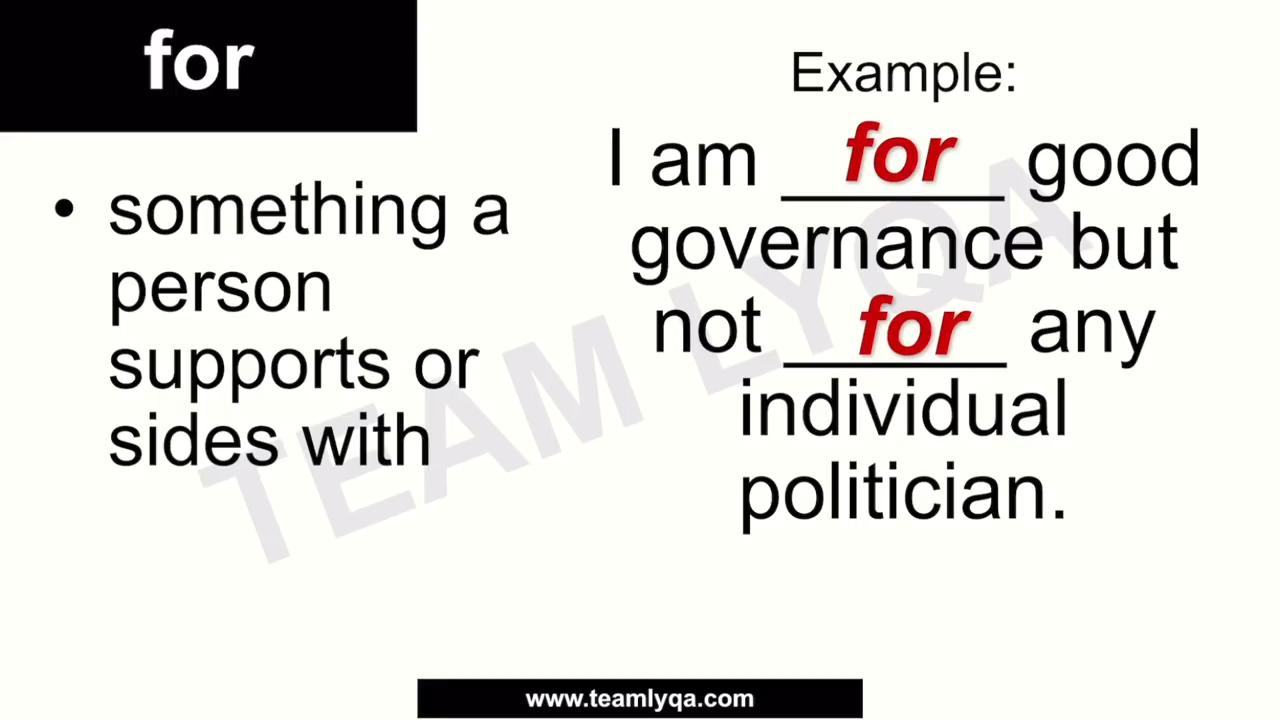 for
• something a
person
supports or
sides with
Example:
I am for good
governance but
not for any
individual
politician.
TEAM LYQA
www.teamlyqa.com